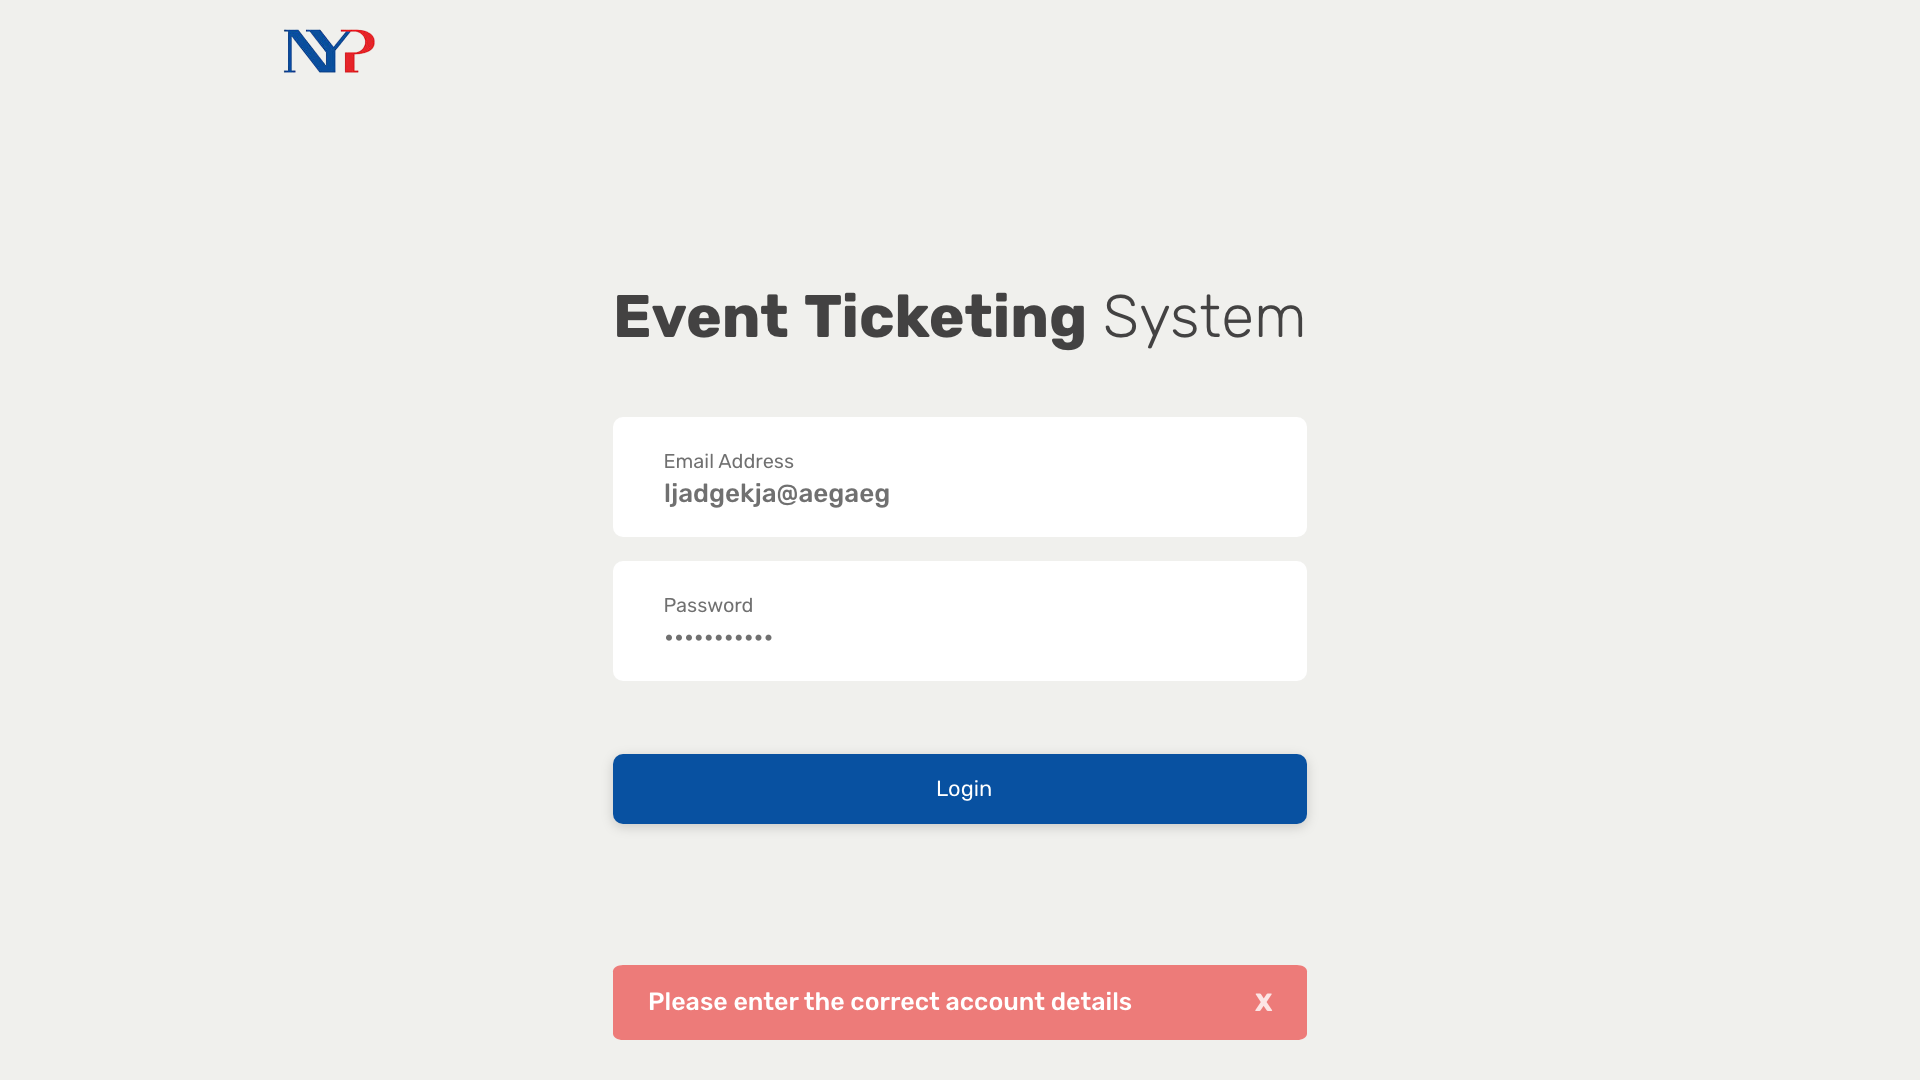 NYP
Event Ticketing System
Email Address
ljadgekja@aegaeg
Password
•••••••••••
Login
Please enter the correct account details X